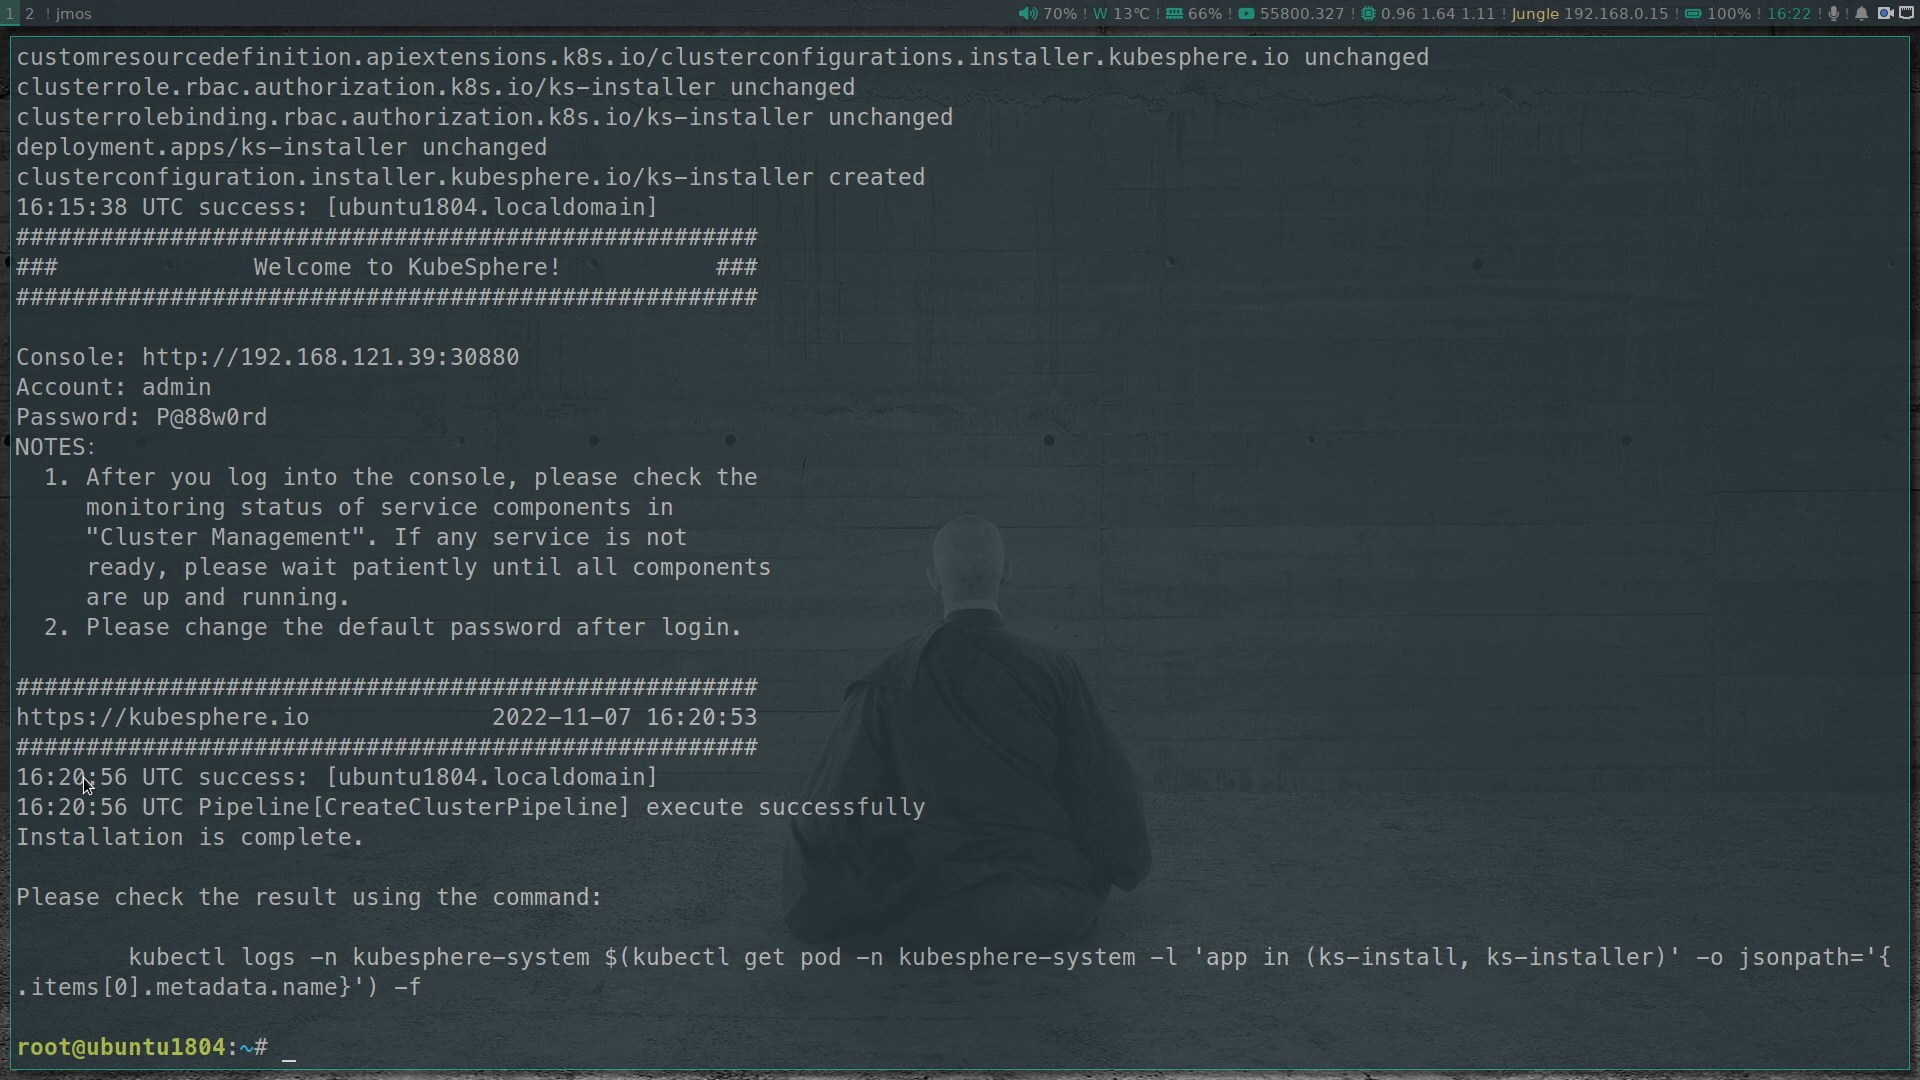 1 2 ! jmos 70% ! W 13°C ! 66% ! 55800.327 ! 0.96 1.64 1.11 ! Jungle 192.168.0.15 ! 100% ! 16:22 ! !
customresourcedefinition.apiextensions.k8s.io/clusterconfigurations.installer.kubesphere.io unchanged
clusterrole.rbac.authorization.k8s.io/ks-installer unchanged
clusterrolebinding.rbac.authorization.k8s.io/ks-installer unchanged
deployment.apps/ks-installer unchanged
clusterconfiguration.installer.kubesphere.io/ks-installer created
16:15:38 UTC success: [ubuntu1804.localdomain]
#####################################################
###              Welcome to KubeSphere!           ###
#####################################################
Console: http://192.168.121.39:30880
Account: admin
Password: P@88w0rd
NOTES:
  1. After you log into the console, please check the
     monitoring status of service components in
     "Cluster Management". If any service is not
     ready, please wait patiently until all components
     are up and running.
  2. Please change the default password after login.
#####################################################
https://kubesphere.io             2022-11-07 16:20:53
#####################################################
16:20:56 UTC success: [ubuntu1804.localdomain]
16:20:56 UTC Pipeline[CreateClusterPipeline] execute successfully
Installation is complete.
Please check the result using the command:
        kubectl logs -n kubesphere-system $(kubectl get pod -n kubesphere-system -l 'app in (ks-install, ks-installer)' -o jsonpath='{
.items[0].metadata.name}') -f
root@ubuntu1804:~# _